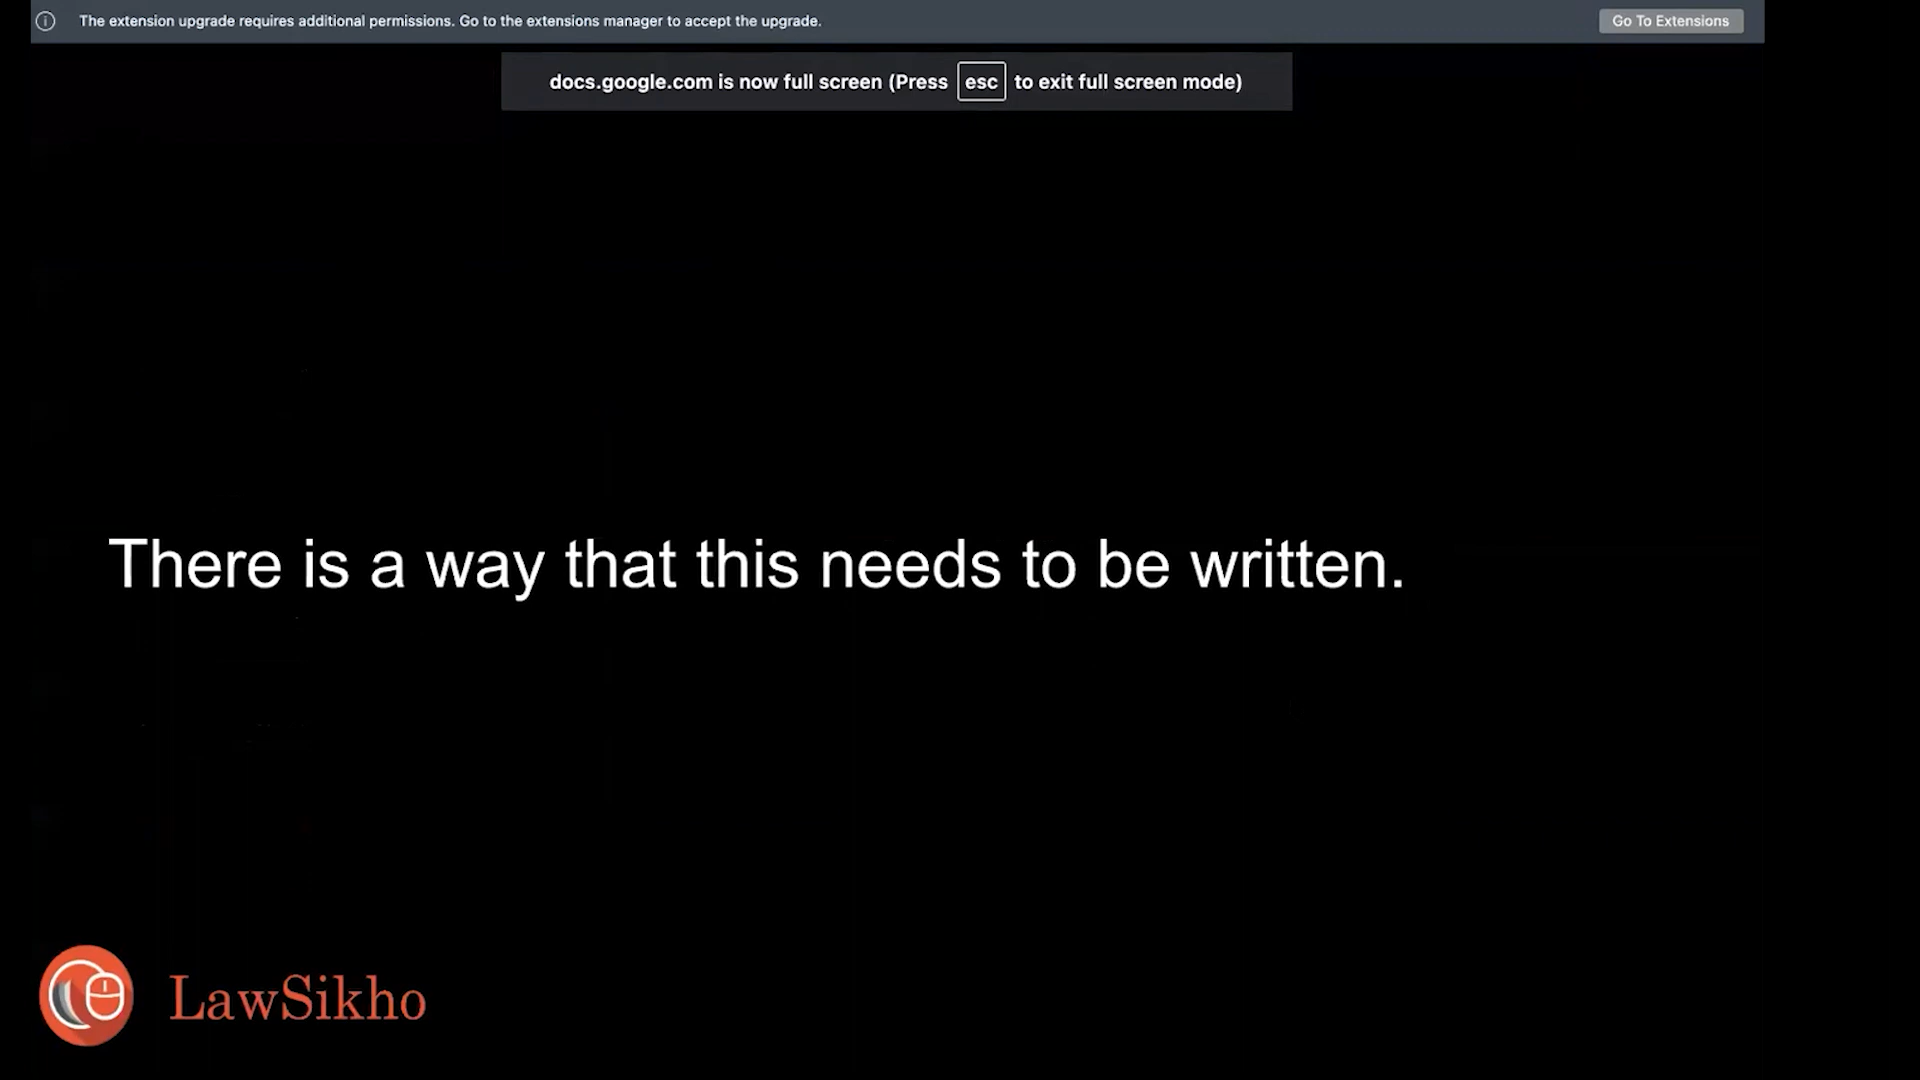 The extension upgrade requires additional permissions. Go to the extensions manager to accept the upgrade.
Go To Extensions
docs.google.com is now full screen (Press esc to exit full screen mode)
There is a way that this needs to be written.
LawSikho